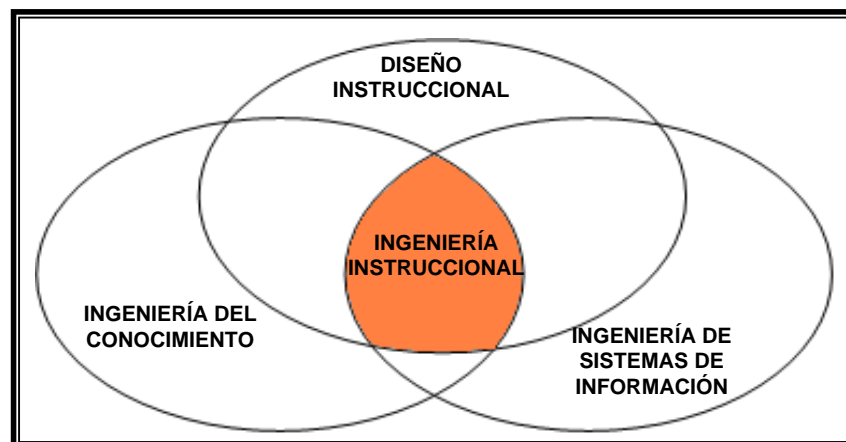 DISEÑO
INSTRUCCIONAL
INGENIERÍA
INSTRUCCIONAL
INGENIERÍA DEL
CONOCIMIENTO
INGENIERÍA DE
SISTEMAS DE
INFORMACIÓN